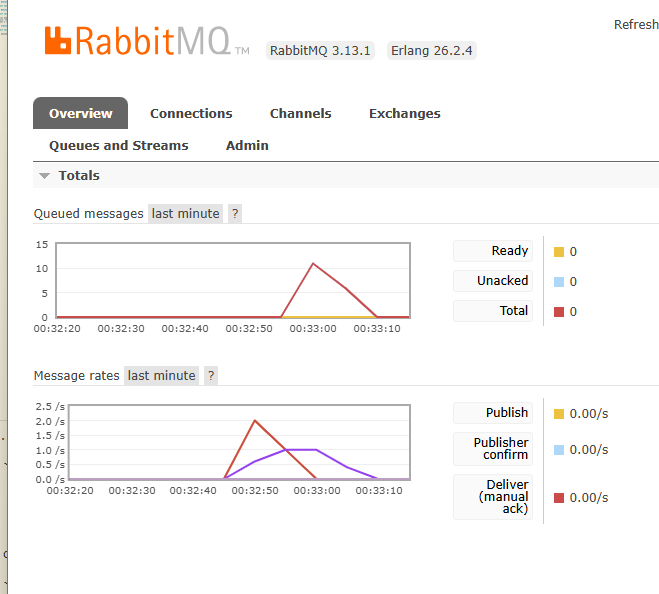 Refresh
RabbitMQ TM RabbitMQ 3.13.1 Erlang 26.2.4
Overview Connections Channels Exchanges
Queues and Streams Admin
Totals
Queued messages last minute ?
15
10
5
0
00:32:20 00:32:30 00:32:40 00:32:50 00:33:00 00:33:10
Ready 0
Unacked 0
Total 0
Message rates last minute ?
2.5 /s
2.0 /s
1.5 /s
1.0 /s
0.5 /s
0.0 /s
00:32:20 00:32:30 00:32:40 00:32:50 00:33:00 00:33:10
Publish 0.00/s
Publisher
confirm 0.00/s
Deliver
(manual 0.00/s
ack)